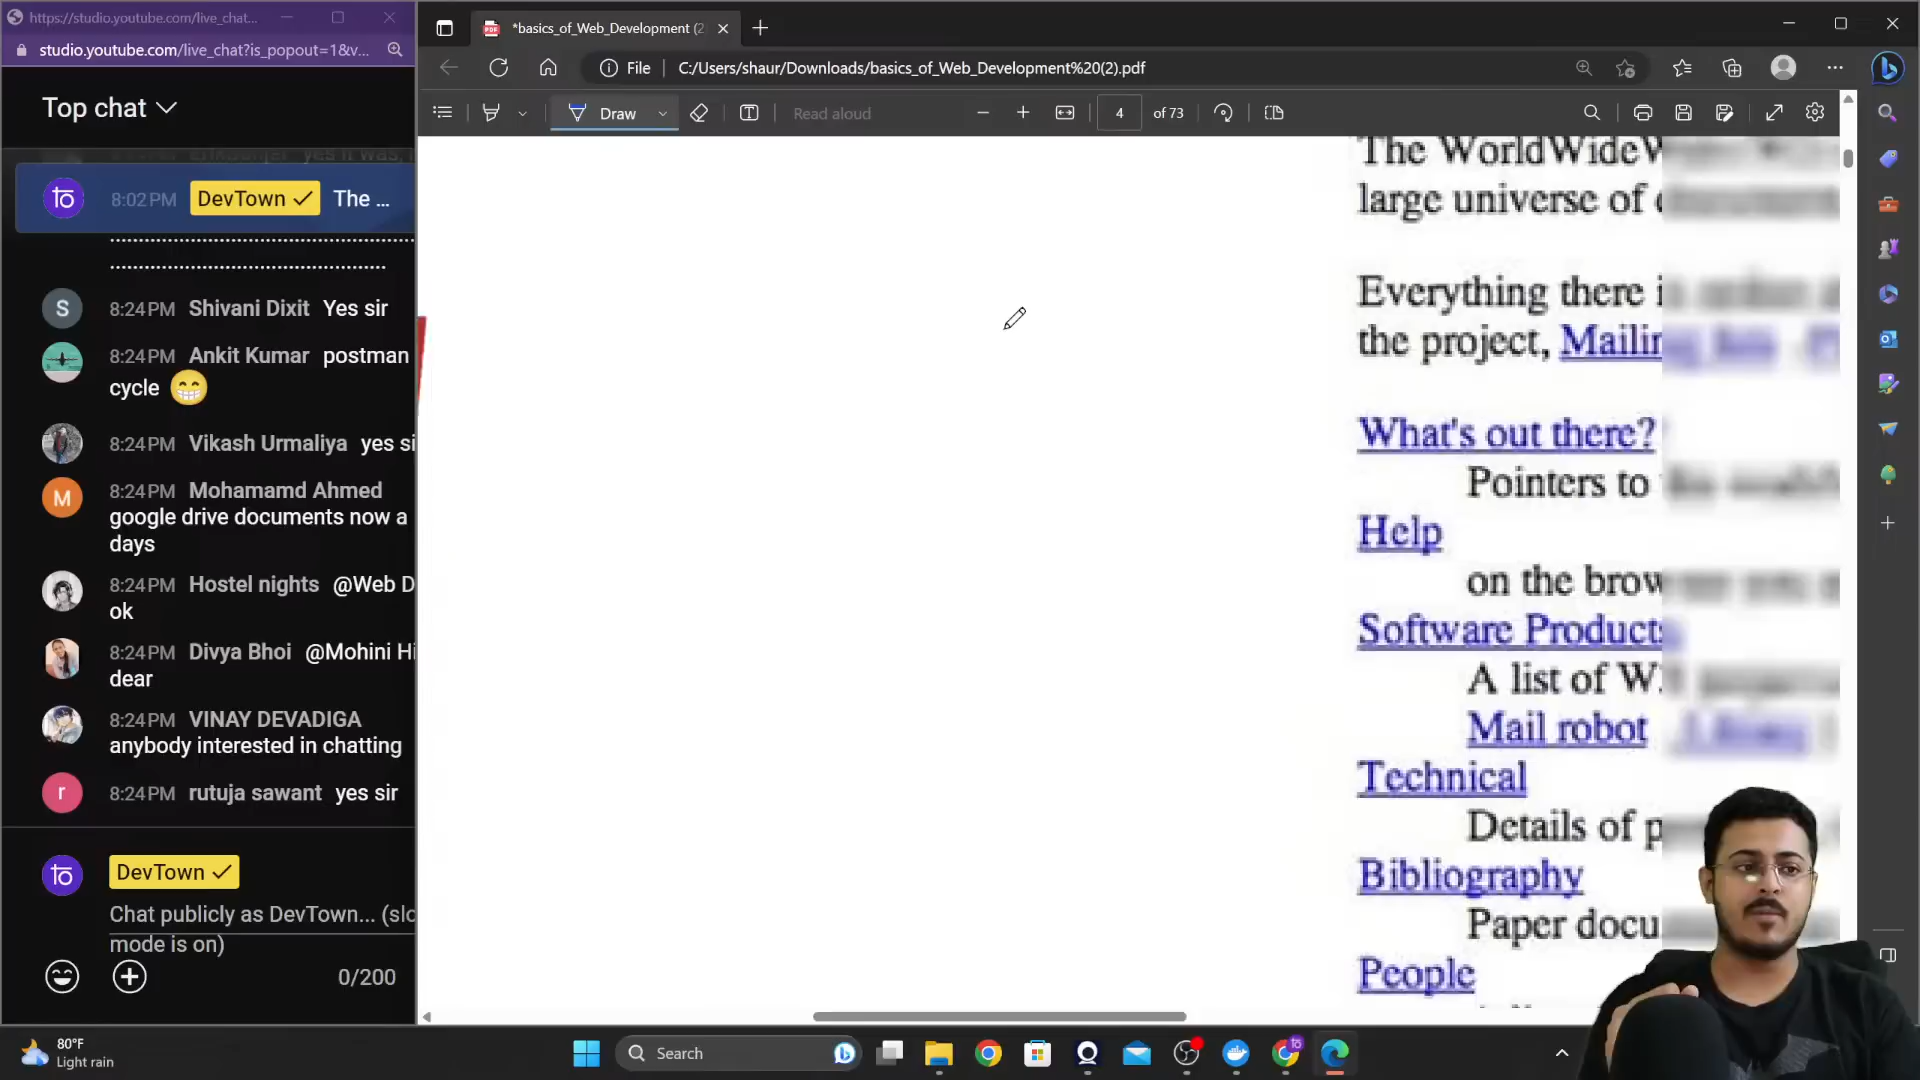 https://studio.youtube.com/live_chat...
studio.youtube.com/live_chat?is_popout=1&v...
Top chat
8:02 PM DevTown The ...
8:24 PM Shivani Dixit Yes sir
8:24 PM Ankit Kumar postman
cycle
8:24 PM Vikash Urmaliya yes si
8:24 PM Mohamamd Ahmed
google drive documents now a
days
8:24 PM Hostel nights @Web D
ok
8:24 PM Divya Bhoi @Mohini Hi
dear
8:24 PM VINAY DEVADIGA
anybody interested in chatting
8:24 PM rutuja sawant yes sir
DevTown
Chat publicly as DevTown... (slo
mode is on)
0/200
*basics_of_Web_Development (2
File C:/Users/shaur/Downloads/basics_of_Web_Development%20(2).pdf
Draw Read aloud 4 of 73
The WorldWideW
large universe of
Everything there
the project, Mailing
What's out there?
Pointers to
Help
on the brow
Software Products
A list of W
Mail robot
Technical
Details of p
Bibliography
Paper docu
People
80°F
Light rain
Search